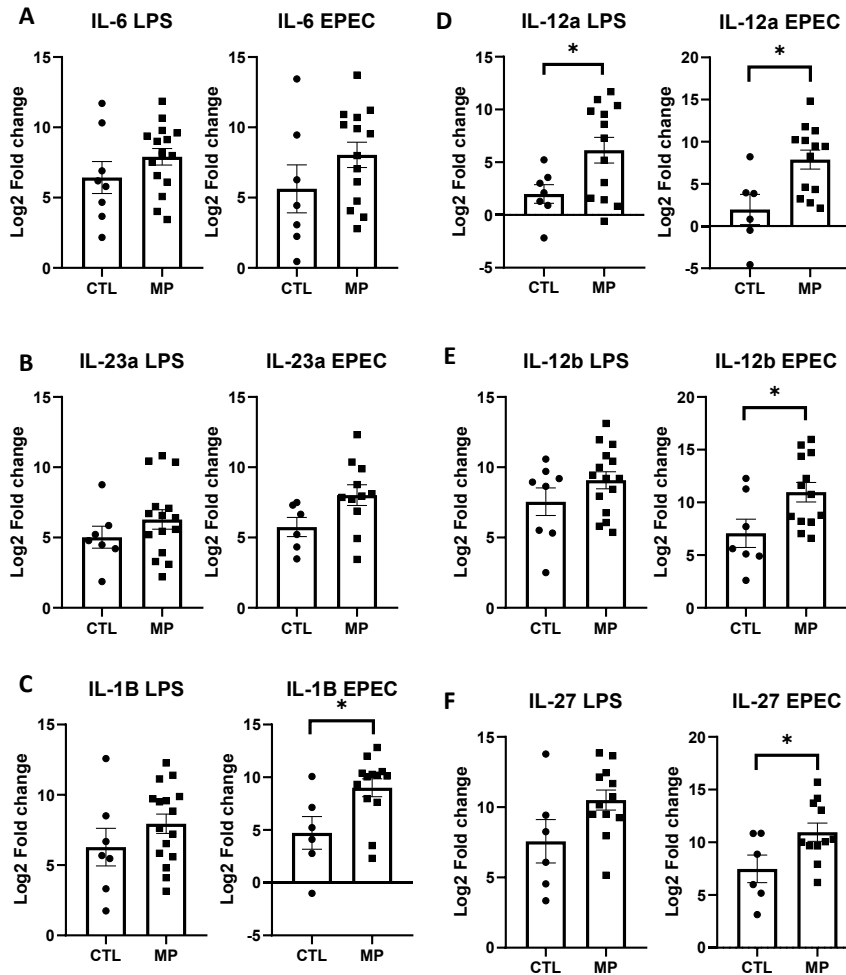 A
IL-6 LPS
Log2 Fold change
15
10
5
0
CTL
MP
IL-6 EPEC
Log2 Fold change
15
10
5
0
CTL
MP
B
IL-23a LPS
Log2 Fold change
15
10
5
0
CTL
MP
IL-23a EPEC
Log2 Fold change
15
10
5
0
CTL
MP
C
IL-1B LPS
Log2 Fold change
15
10
5
0
CTL
MP
IL-1B EPEC
*
Log2 Fold change
15
10
5
0
-5
CTL
MP
D
IL-12a LPS
*
Log2 Fold change
15
10
5
0
-5
CTL
MP
IL-12a EPEC
*
Log2 Fold change
20
15
10
5
0
-5
CTL
MP
E
IL-12b LPS
Log2 Fold change
15
10
5
0
CTL
MP
IL-12b EPEC
*
Log2 Fold change
20
15
10
5
0
CTL
MP
F
IL-27 LPS
Log2 Fold change
15
10
5
0
CTL
MP
IL-27 EPEC
*
Log2 Fold change
20
15
10
5
0
CTL
MP